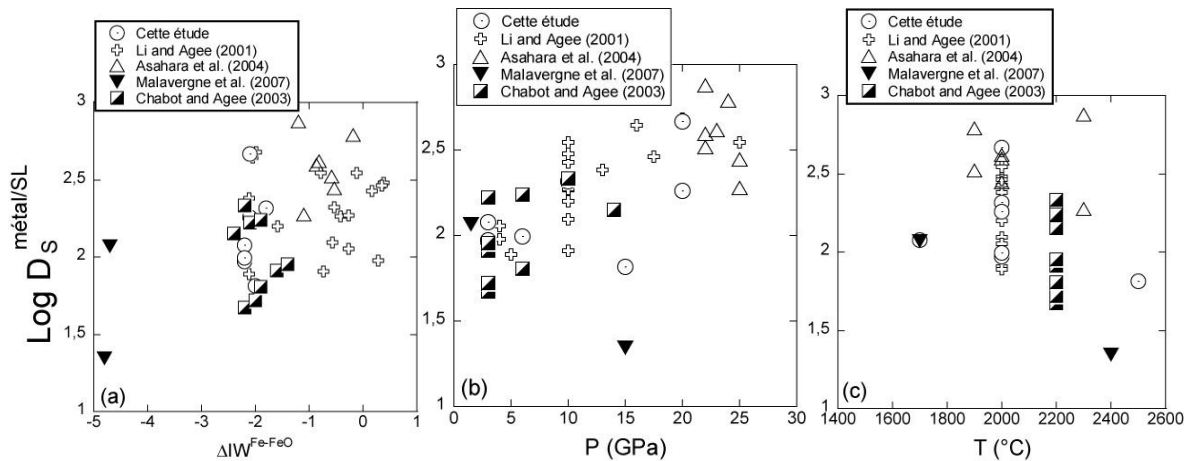 Cette étude
Li and Agee (2001)
Asahara et al. (2004)
Malavergne et al. (2007)
Chabot and Agee (2003)
Log D_S^métal/SL
3
2,5
2
1,5
1
(a)
-5 -4 -3 -2 -1 0 1
ΔIW^Fe-FeO
Cette étude
Li and Agee (2001)
Asahara et al. (2004)
Malavergne et al. (2007)
Chabot and Agee (2003)
3
2,5
2
1,5
1
(b)
0 5 10 15 20 25 30
P (GPa)
Cette étude
Li and Agee (2001)
Asahara et al. (2004)
Malavergne et al. (2007)
Chabot and Agee (2003)
3
2,5
2
1,5
1
(c)
1400 1600 1800 2000 2200 2400 2600
T (°C)